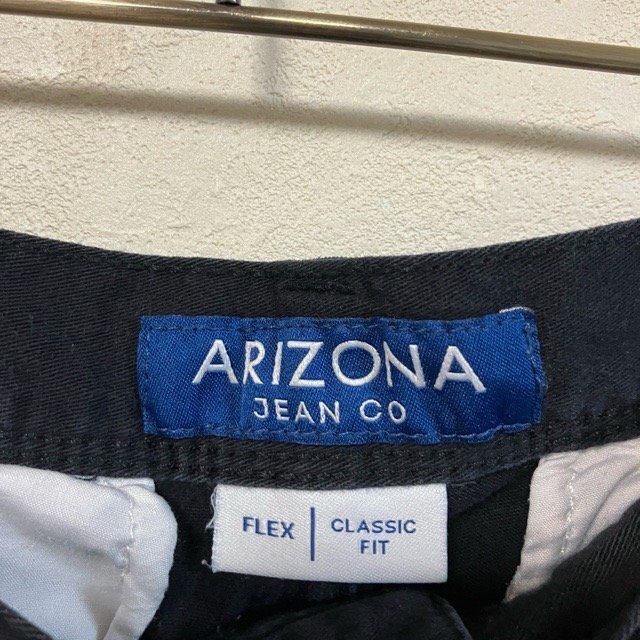 ARIZONA
JEAN CO
FLEX | CLASSIC
FIT